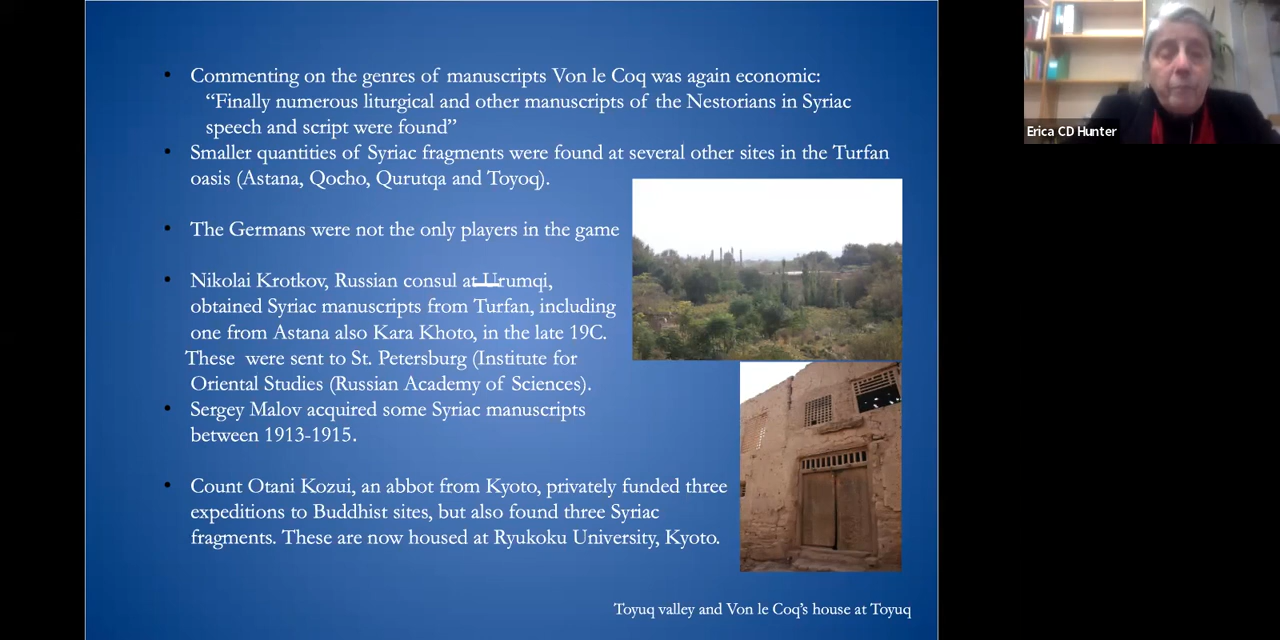 Commenting on the genres of manuscripts Von le Coq was again economic:
“Finally numerous liturgical and other manuscripts of the Nestorians in Syriac
speech and script were found”
Smaller quantities of Syriac fragments were found at several other sites in the Turfan
oasis (Astana, Qocho, Qurutqa and Toyoq).
The Germans were not the only players in the game
Nikolai Krotkov, Russian consul at Urumqi,
obtained Syriac manuscripts from Turfan, including
one from Astana also Kara Khoto, in the late 19C.
These were sent to St. Petersburg (Institute for
Oriental Studies (Russian Academy of Sciences).
Sergey Malov acquired some Syriac manuscripts
between 1913-1915.
Count Otani Kozui, an abbot from Kyoto, privately funded three
expeditions to Buddhist sites, but also found three Syriac
fragments. These are now housed at Ryukoku University, Kyoto.
Toyuq valley and Von le Coq’s house at Toyuq
Erica CD Hunter